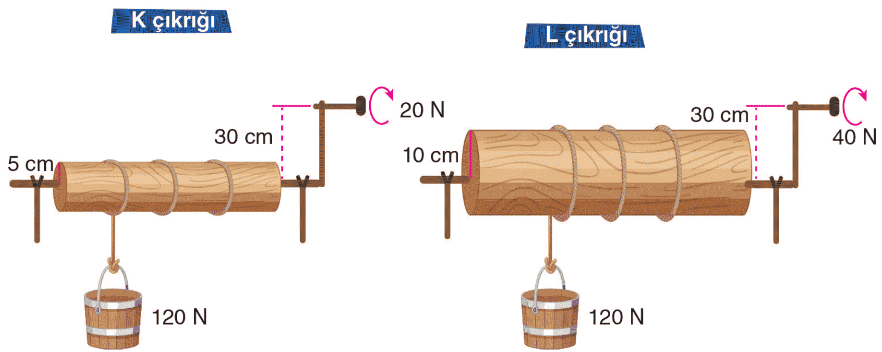 K çıkrığı
L çıkrığı
20 N
30 cm
5 cm
120 N
30 cm
40 N
10 cm
120 N